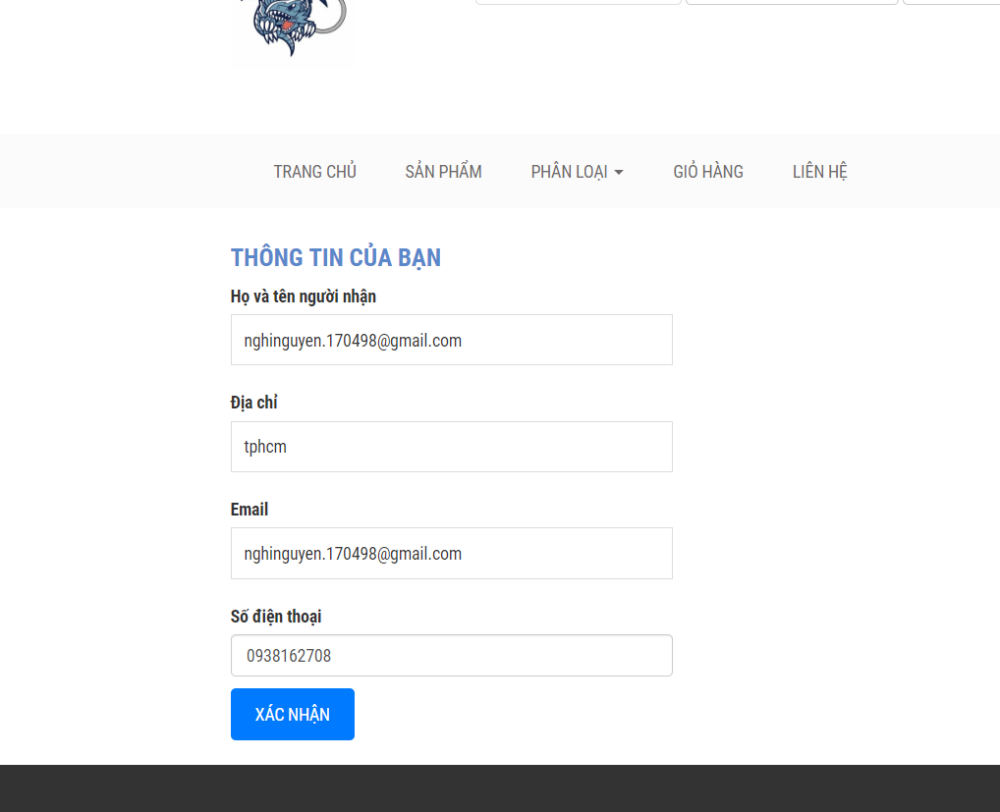 TRANG CHỦ SẢN PHẨM PHÂN LOẠI GIỎ HÀNG LIÊN HỆ
THÔNG TIN CỦA BẠN
Họ và tên người nhận
nghinguyen.170498@gmail.com
Địa chỉ
tphcm
Email
nghinguyen.170498@gmail.com
Số điện thoại
0938162708
XÁC NHẬN